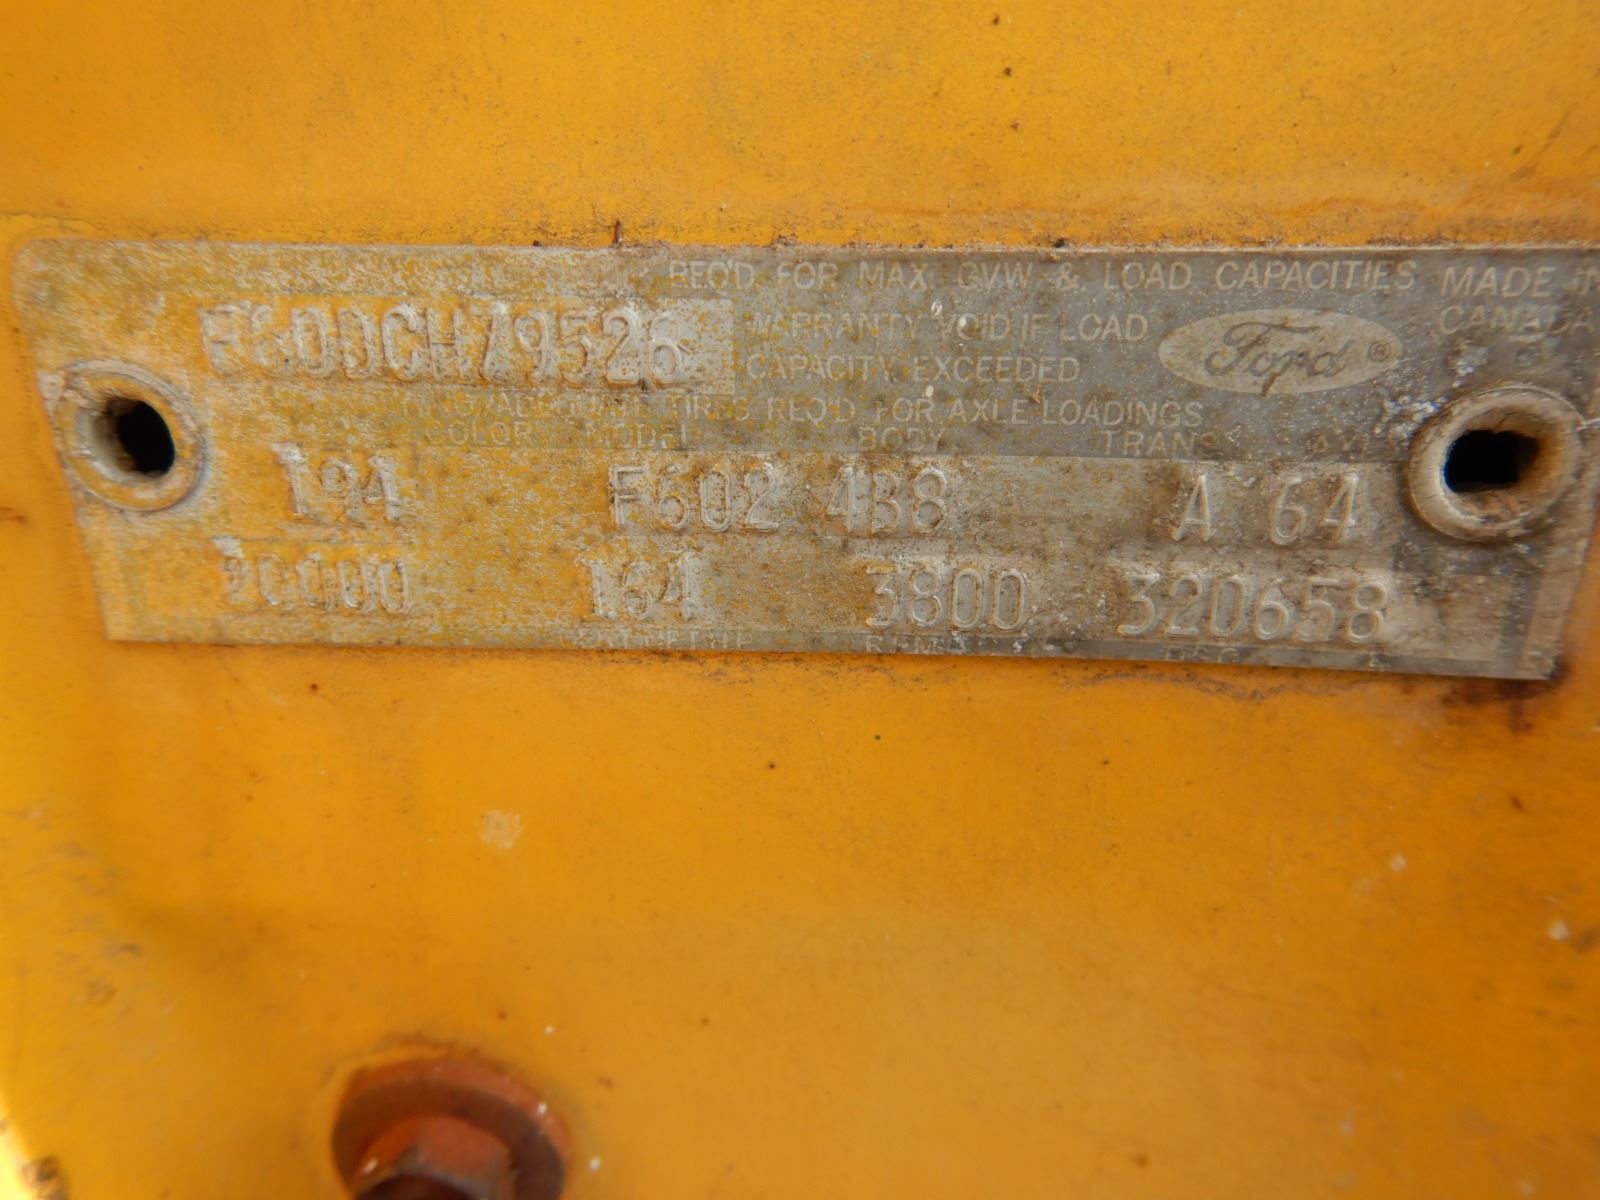 REQ'D FOR MAX. GVW & LOAD CAPACITIES MADE IN
F60DCH79526 WARRANTY VOID IF LOAD Ford ® CANADA
CAPACITY EXCEEDED
REQ'D FOR AXLE LOADINGS
COLOR MODEL BODY TRANS
194 F602 4B8 A 64
20000 164 3800 320658